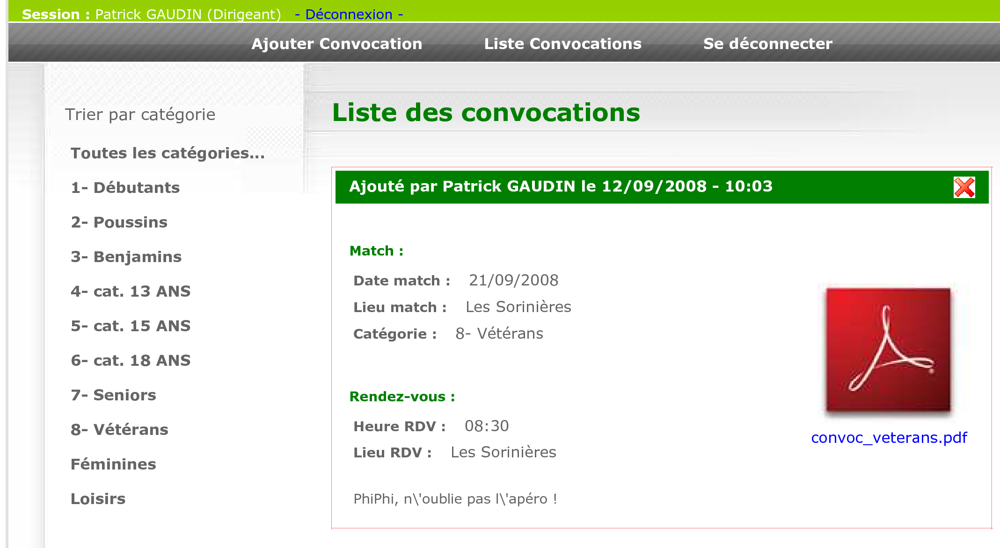 Session : Patrick GAUDIN (Dirigeant) - Déconnexion -
Ajouter Convocation Liste Convocations Se déconnecter
Trier par catégorie
Toutes les catégories...
1- Débutants
2- Poussins
3- Benjamins
4- cat. 13 ANS
5- cat. 15 ANS
6- cat. 18 ANS
7- Seniors
8- Vétérans
Féminines
Loisirs
Liste des convocations
Ajouté par Patrick GAUDIN le 12/09/2008 - 10:03
Match :
Date match : 21/09/2008
Lieu match : Les Sorinières
Catégorie : 8- Vétérans
Rendez-vous :
Heure RDV : 08:30
Lieu RDV : Les Sorinières
PhiPhi, n\'oublie pas l\'apéro !
convoc_veterans.pdf